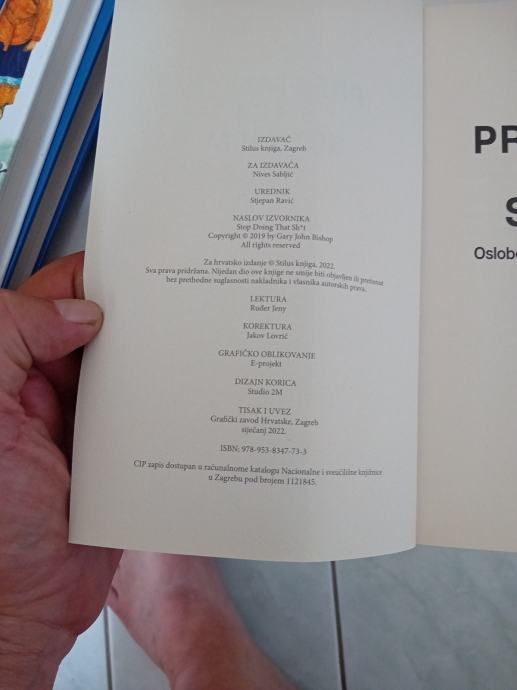 IZDAVAČ
Stilus knjiga, Zagreb
ZA IZDAVAČA
Nives Sabljić
UREDNIK
Stjepan Ravić
NASLOV IZVORNIKA
Stop Doing That Sh*t
Copyright © 2019 by Gary John Bishop
All rights reserved
Za hrvatsko izdanje © Stilus knjiga, 2022.
Sva prava pridržana. Nijedan dio ove knjige ne smije biti objavljen ili pretisnut
bez prethodne suglasnosti nakladnika i vlasnika autorskih prava.
LEKTURA
Ruđer Jeny
KOREKTURA
Jakov Lovrić
GRAFIČKO OBLIKOVANJE
E-projekt
DIZAJN KORICA
Studio 2M
TISAK I UVEZ
Grafički zavod Hrvatske, Zagreb
siječanj 2022.
ISBN: 978-953-8347-73-3
CIP zapis dostupan u računalnome katalogu Nacionalne i sveučilišne knjižnice
u Zagrebu pod brojem 1121845.
PR
S
Oslobo